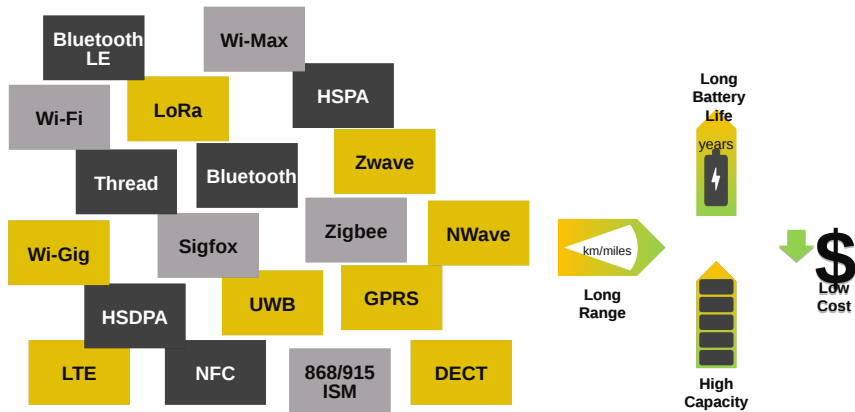 Bluetooth
LE
Wi-Max
HSPA
Wi-Fi
LoRa
Zwave
Thread
Bluetooth
Wi-Gig
Sigfox
Zigbee
NWave
HSDPA
UWB
GPRS
LTE
NFC
868/915
ISM
DECT
km/miles
Long
Range
Long
Battery
Life
years
High
Capacity
$
Low
Cost